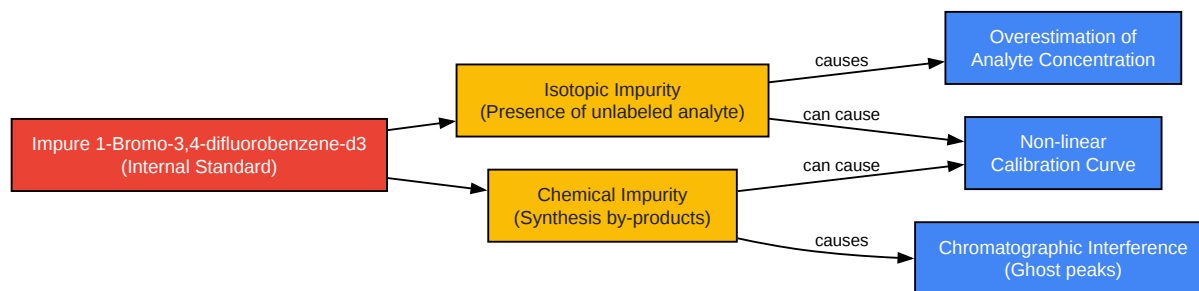 Impure 1-Bromo-3,4-difluorobenzene-d3
(Internal Standard)
Isotopic Impurity
(Presence of unlabeled analyte)
Chemical Impurity
(Synthesis by-products)
causes
can cause
can cause
causes
Overestimation of
Analyte Concentration
Non-linear
Calibration Curve
Chromatographic Interference
(Ghost peaks)